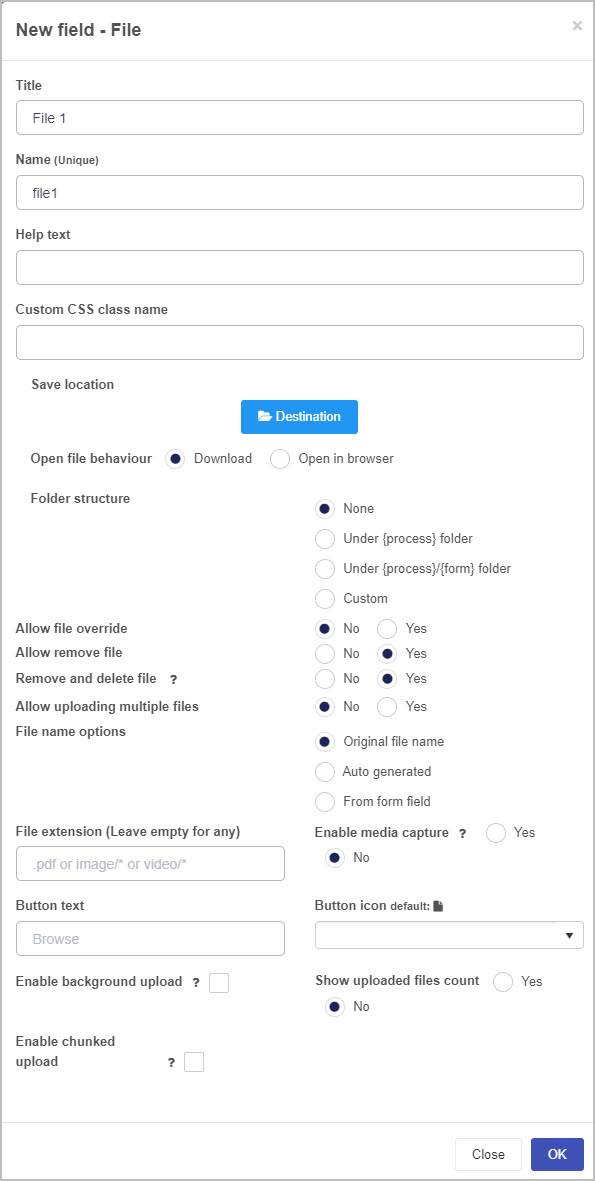 New field - File ×
Title
File 1
Name (Unique)
file1
Help text
Custom CSS class name
Save location
Destination
Open file behaviour Download Open in browser
Folder structure
None
Under {process} folder
Under {process}/{form} folder
Custom
Allow file override No Yes
Allow remove file No Yes
Remove and delete file ? No Yes
Allow uploading multiple files No Yes
File name options
Original file name
Auto generated
From form field
File extension (Leave empty for any) Enable media capture ? Yes
.pdf or image/* or video/* No
Button text Button icon default:
Browse
Enable background upload ? Show uploaded files count Yes
No
Enable chunked
upload ?
Close OK